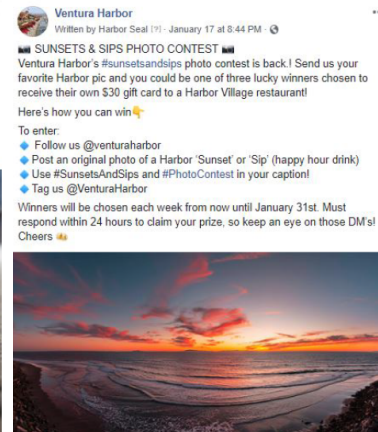 Ventura Harbor
Written by Harbor Seal [?] · January 17 at 8:44 PM ·
📷 SUNSETS & SIPS PHOTO CONTEST 📷
Ventura Harbor's #sunsetsandsips photo contest is back.! Send us your
favorite Harbor pic and you could be one of three lucky winners chosen to
receive their own $30 gift card to a Harbor Village restaurant!
Here's how you can win👇
To enter:
🔹 Follow us @venturaharbor
🔹 Post an original photo of a Harbor 'Sunset' or 'Sip' (happy hour drink)
🔹 Use #SunsetsAndSips and #PhotoContest in your caption!
🔹 Tag us @VenturaHarbor
Winners will be chosen each week from now until January 31st. Must
respond within 24 hours to claim your prize, so keep an eye on those DM's!
Cheers 🍻